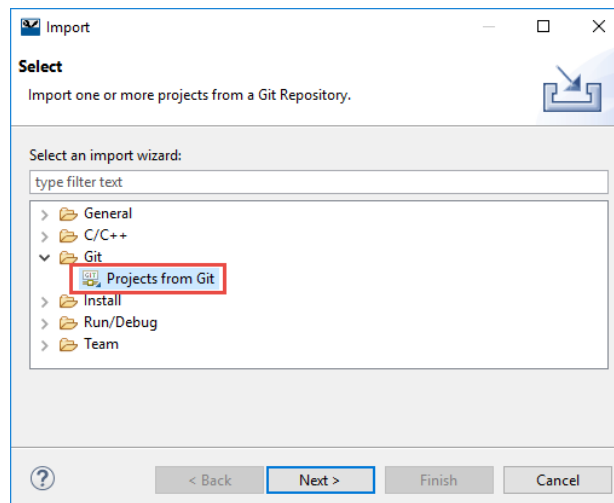 Import
Select
Import one or more projects from a Git Repository.
Select an import wizard:
type filter text
General
C/C++
Git
GIT Projects from Git
Install
Run/Debug
Team
? < Back Next > Finish Cancel